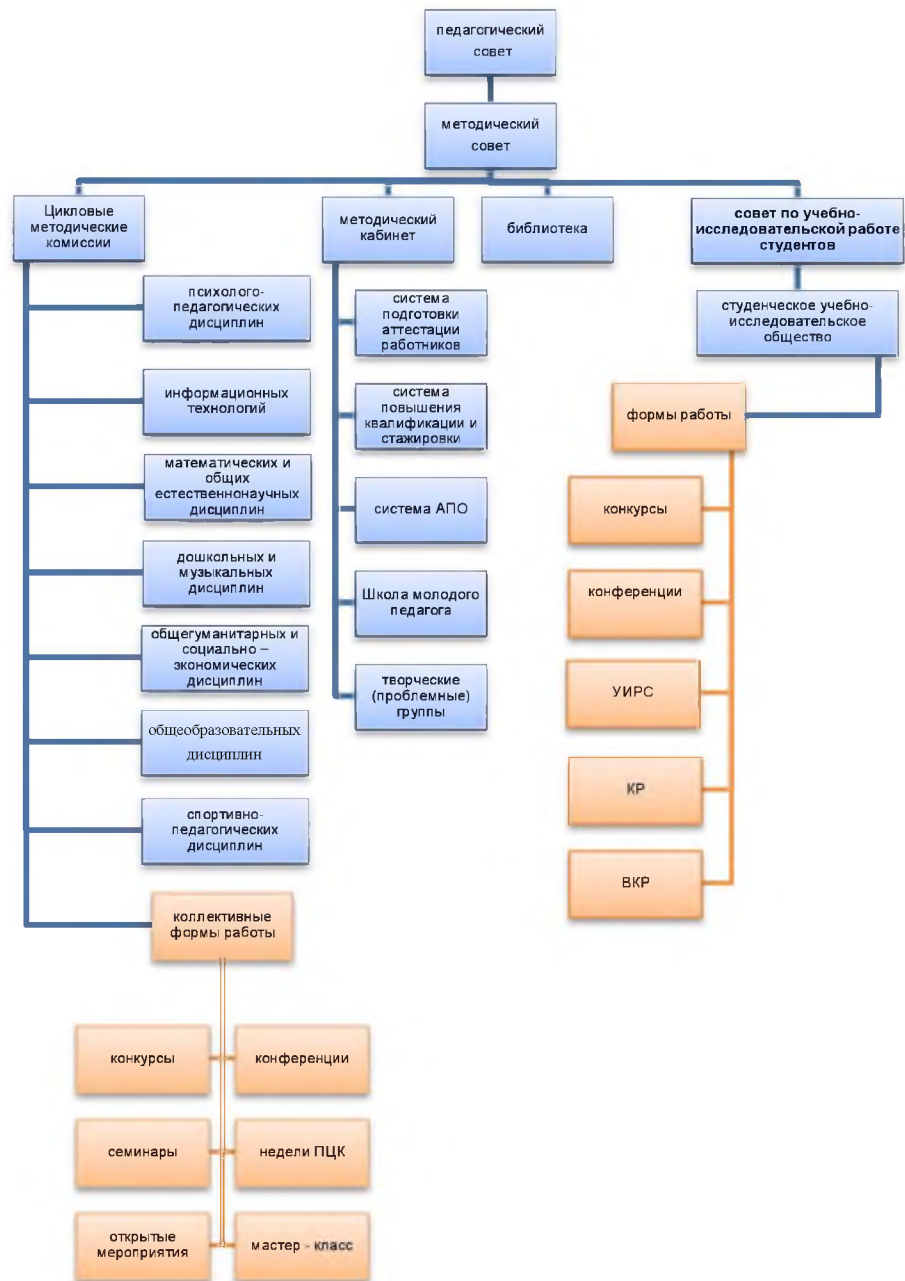 педагогический
совет
методический
совет
Цикловые
методические
комиссии
методический
кабинет
библиотека
совет по учебно-
исследовательской работе
студентов
психолого-
педагогических
дисциплин
информационных
технологий
математических и
общих
естественнонаучных
дисциплин
дошкольных и
музыкальных
дисциплин
общегуманитарных и
социально –
экономических
дисциплин
общеобразовательных
дисциплин
спортивно-
педагогических
дисциплин
коллективные
формы работы
конкурсы
конференции
семинары
недели ПЦК
открытые
мероприятия
мастер - класс
система
подготовки
аттестации
работников
система
повышения
квалификации и
стажировки
система АПО
Школа молодого
педагога
творческие
(проблемные)
группы
студенческое учебно-
исследовательское
общество
формы работы
конкурсы
конференции
УИРС
КР
ВКР